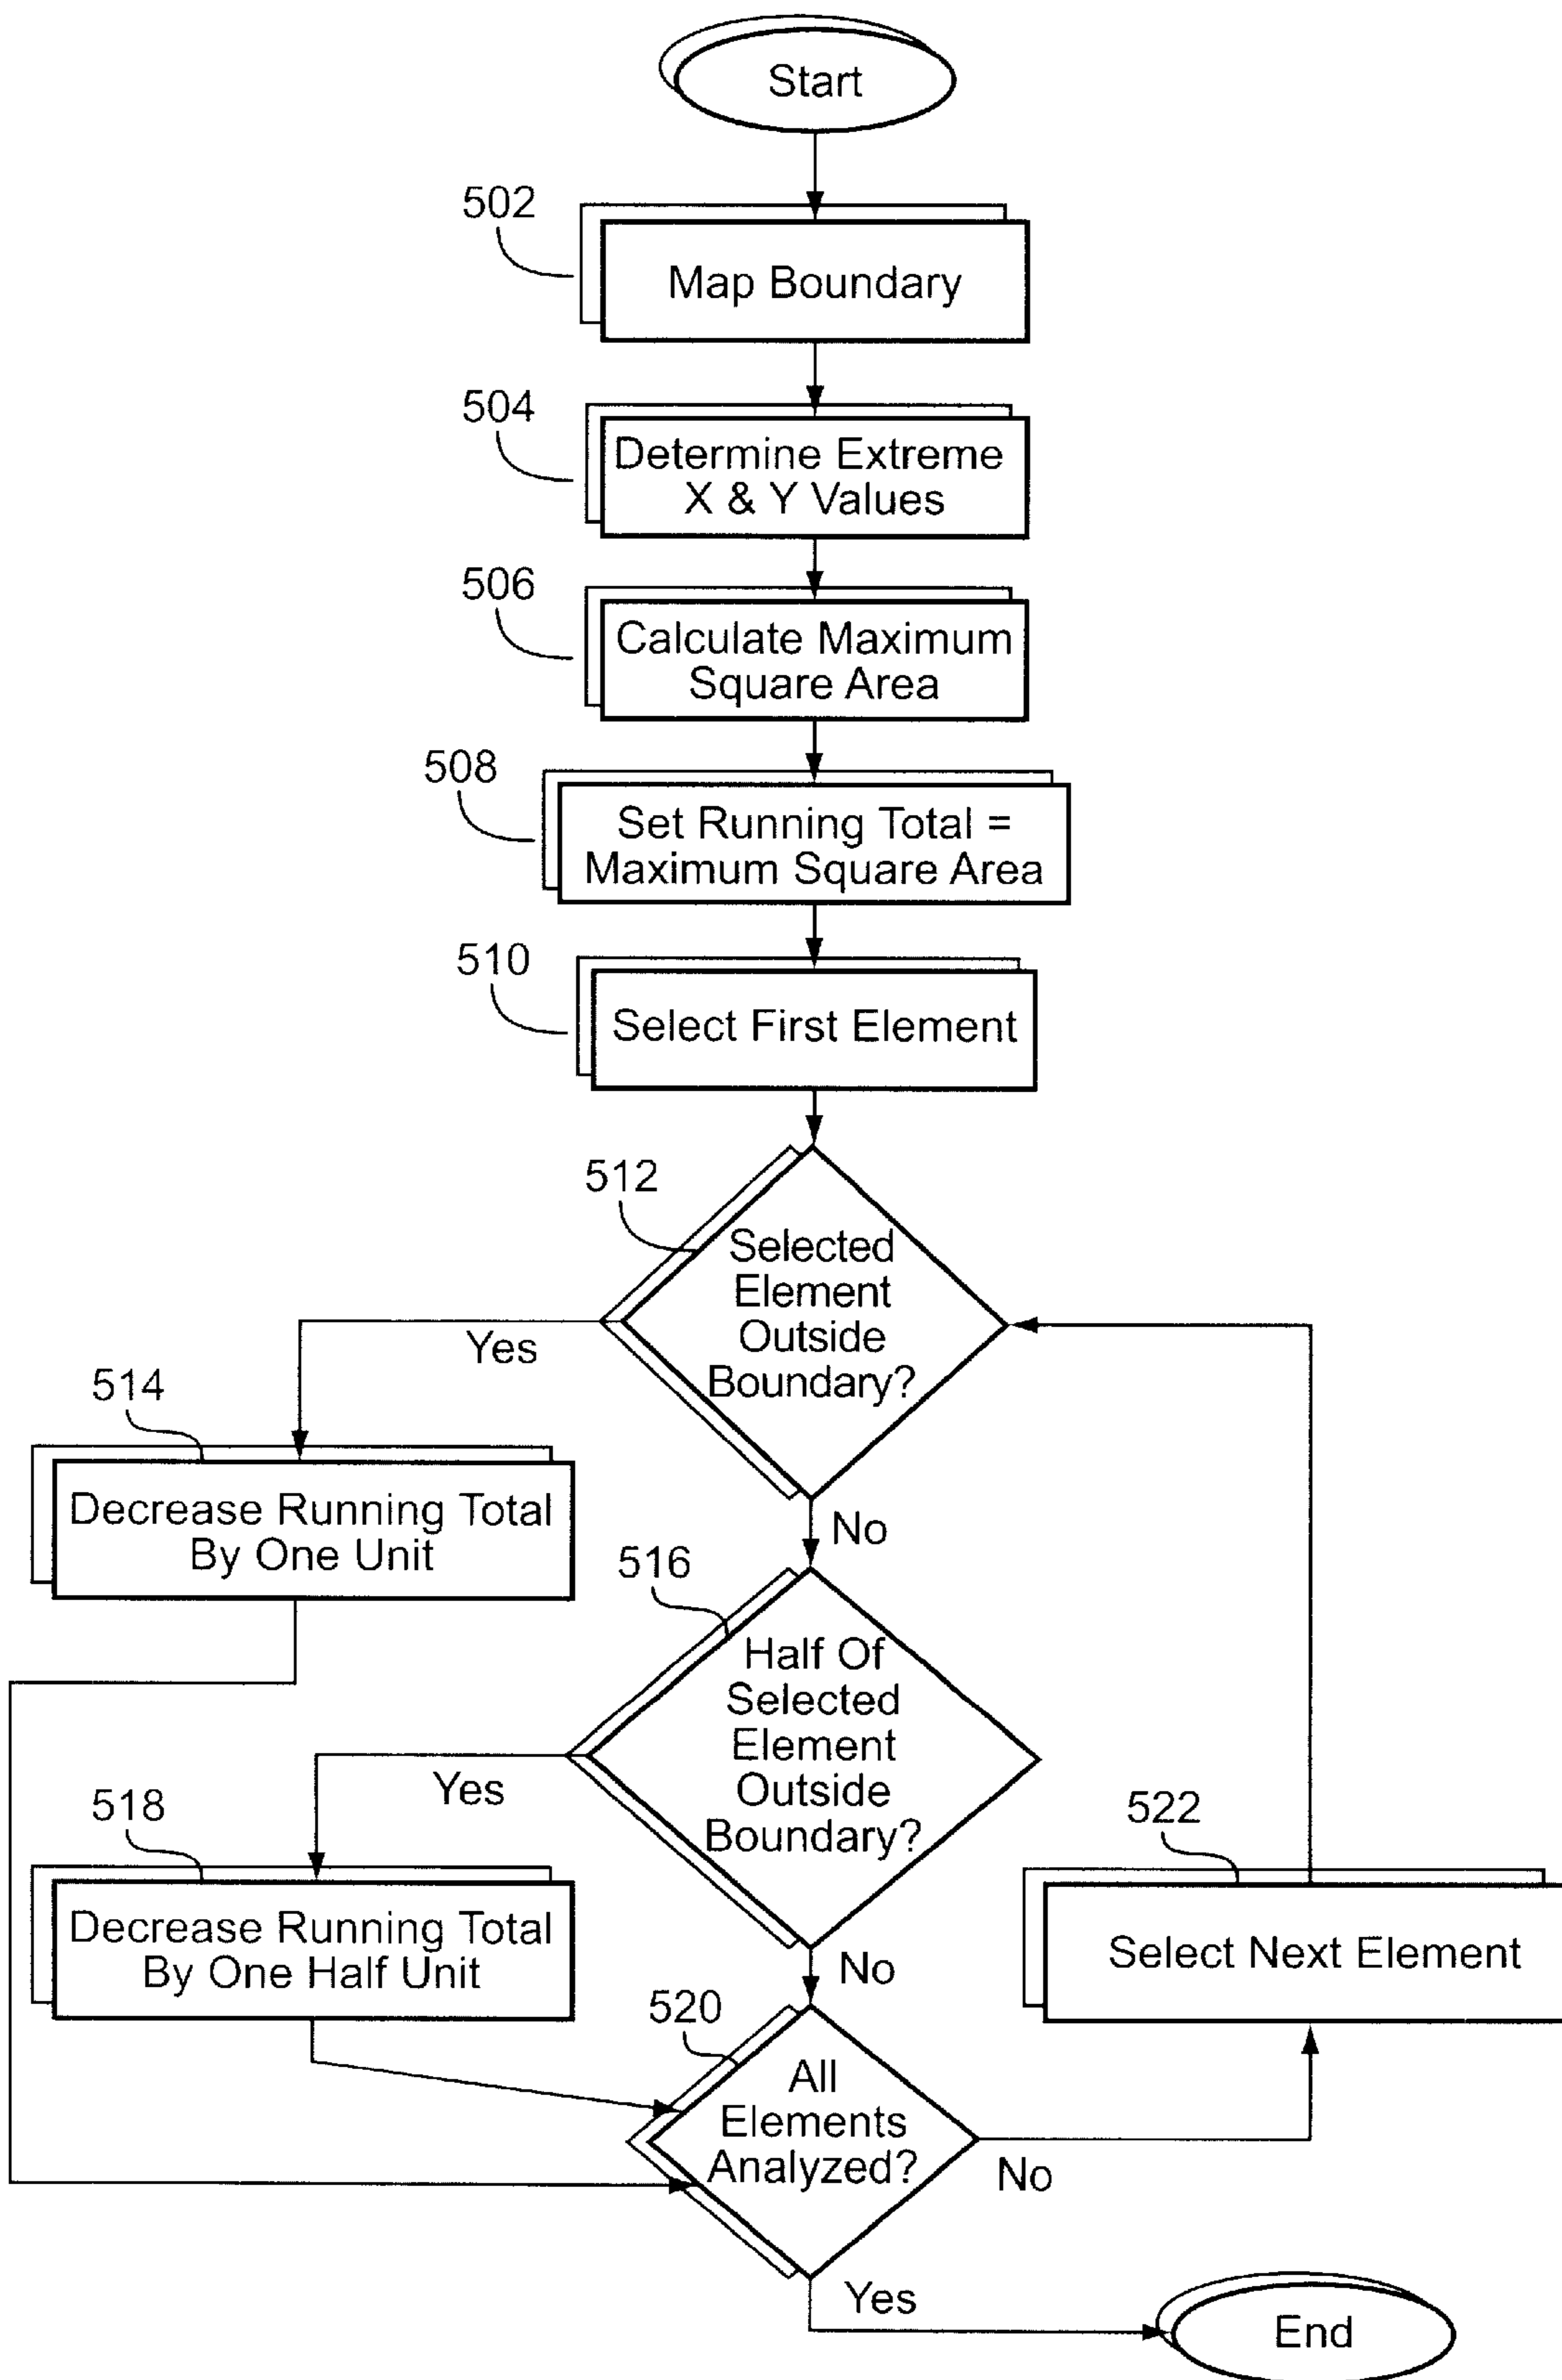 Start
502
Map Boundary
504
Determine Extreme
X & Y Values
506
Calculate Maximum
Square Area
508
Set Running Total =
Maximum Square Area
510
Select First Element
512
Selected
Element
Outside
Boundary?
Yes
No
514
Decrease Running Total
By One Unit
516
Half Of
Selected
Element
Outside
Boundary?
Yes
No
518
Decrease Running Total
By One Half Unit
522
Select Next Element
520
All
Elements
Analyzed?
No
Yes
End